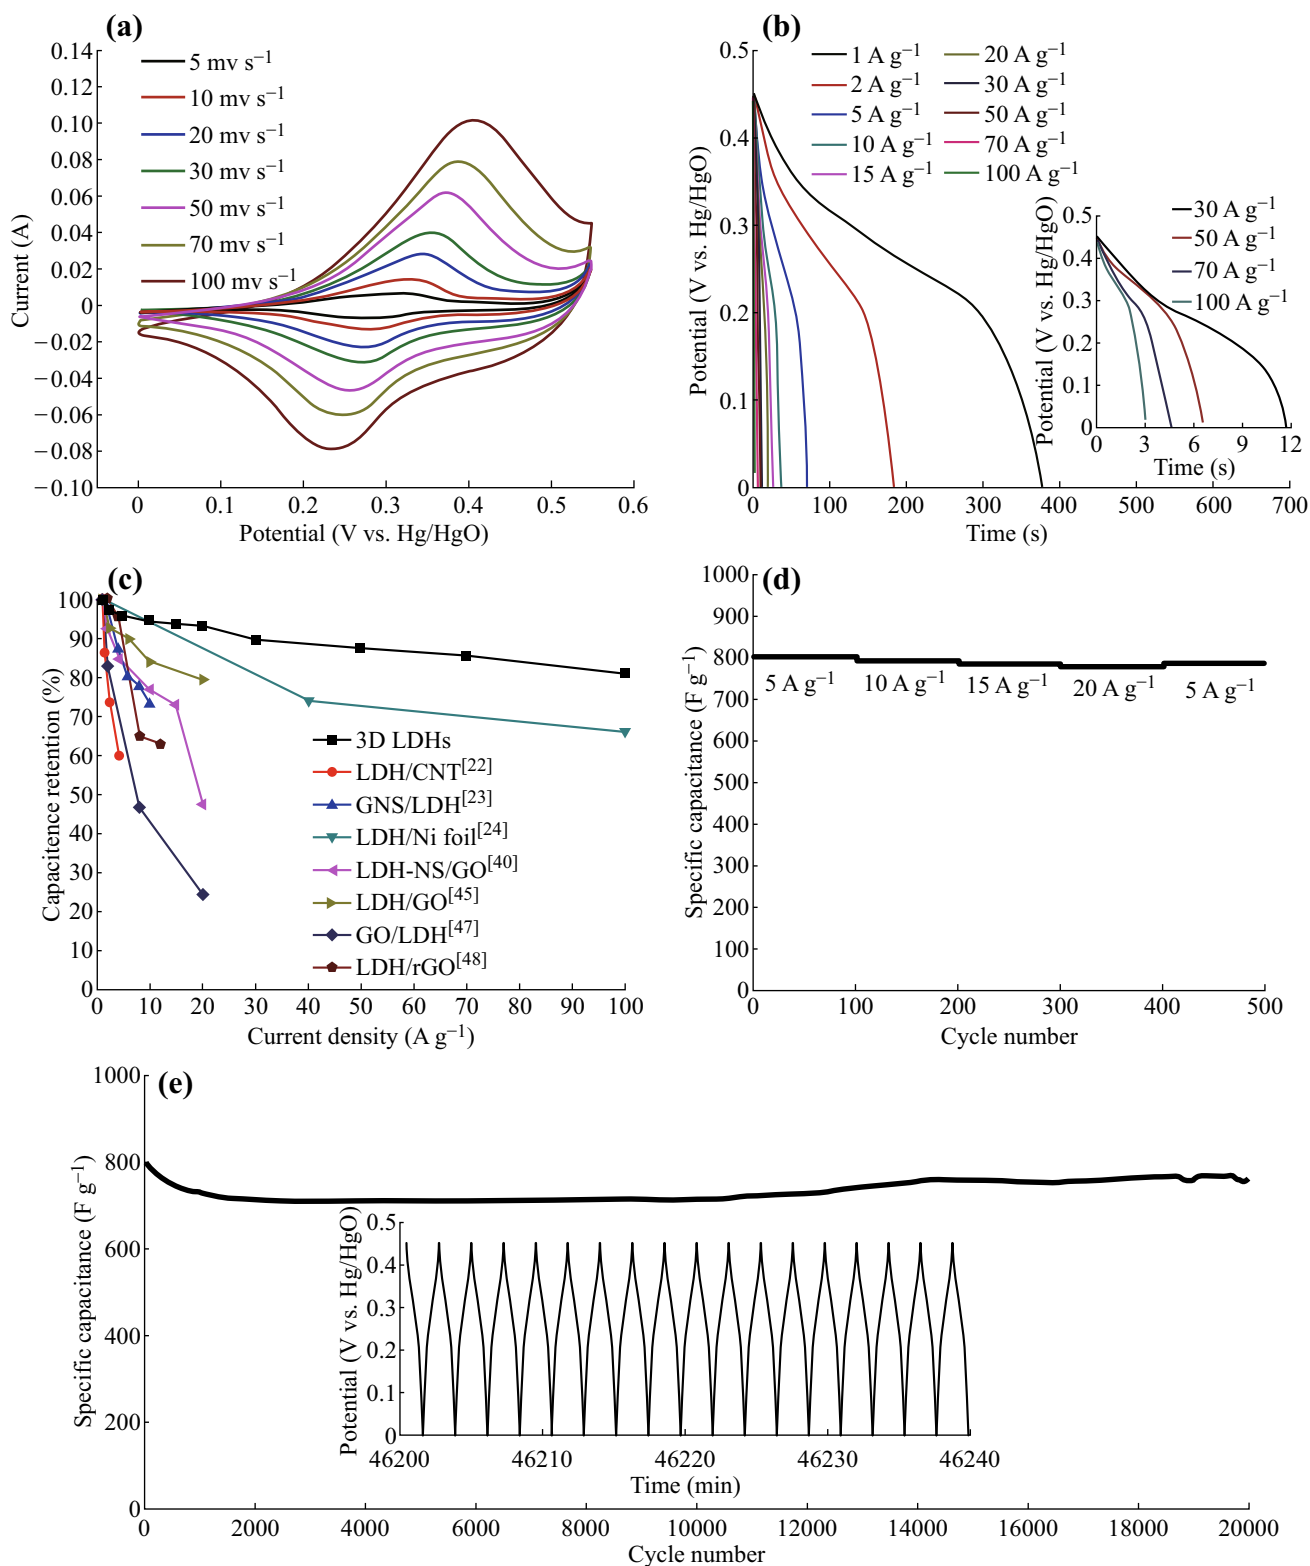 (a)
0.14
0.12
0.10
0.08
0.06
0.04
0.02
0
−0.02
−0.04
−0.06
−0.08
−0.10
Current (A)
5 mv s⁻¹
10 mv s⁻¹
20 mv s⁻¹
30 mv s⁻¹
50 mv s⁻¹
70 mv s⁻¹
100 mv s⁻¹
0 0.1 0.2 0.3 0.4 0.5 0.6
Potential (V vs. Hg/HgO)
(b)
0.5
0.4
0.3
0.2
0.1
0
Potential (V vs. Hg/HgO)
1 A g⁻¹
2 A g⁻¹
5 A g⁻¹
10 A g⁻¹
15 A g⁻¹
20 A g⁻¹
30 A g⁻¹
50 A g⁻¹
70 A g⁻¹
100 A g⁻¹
0.5
0.4
0.3
0.2
0.1
0
Potential (V vs. Hg/HgO)
30 A g⁻¹
50 A g⁻¹
70 A g⁻¹
100 A g⁻¹
0 3 6 9 12
Time (s)
0 100 200 300 400 500 600 700
Time (s)
(c)
100
90
80
70
60
50
40
30
20
10
0
Capacitence retention (%)
3D LDHs
LDH/CNT[22]
GNS/LDH[23]
LDH/Ni foil[24]
LDH-NS/GO[40]
LDH/GO[45]
GO/LDH[47]
LDH/rGO[48]
0 10 20 30 40 50 60 70 80 90 100
Current density (A g⁻¹)
(d)
1000
900
800
700
600
500
400
300
200
100
0
Specific capacitance (F g⁻¹)
5 A g⁻¹ 10 A g⁻¹ 15 A g⁻¹ 20 A g⁻¹ 5 A g⁻¹
0 100 200 300 400 500
Cycle number
(e)
1000
800
600
400
200
0
Specific capacitance (F g⁻¹)
0.5
0.4
0.3
0.2
0.1
0
Potential (V vs. Hg/HgO)
46200 46210 46220 46230 46240
Time (min)
0 2000 4000 6000 8000 10000 12000 14000 16000 18000 20000
Cycle number